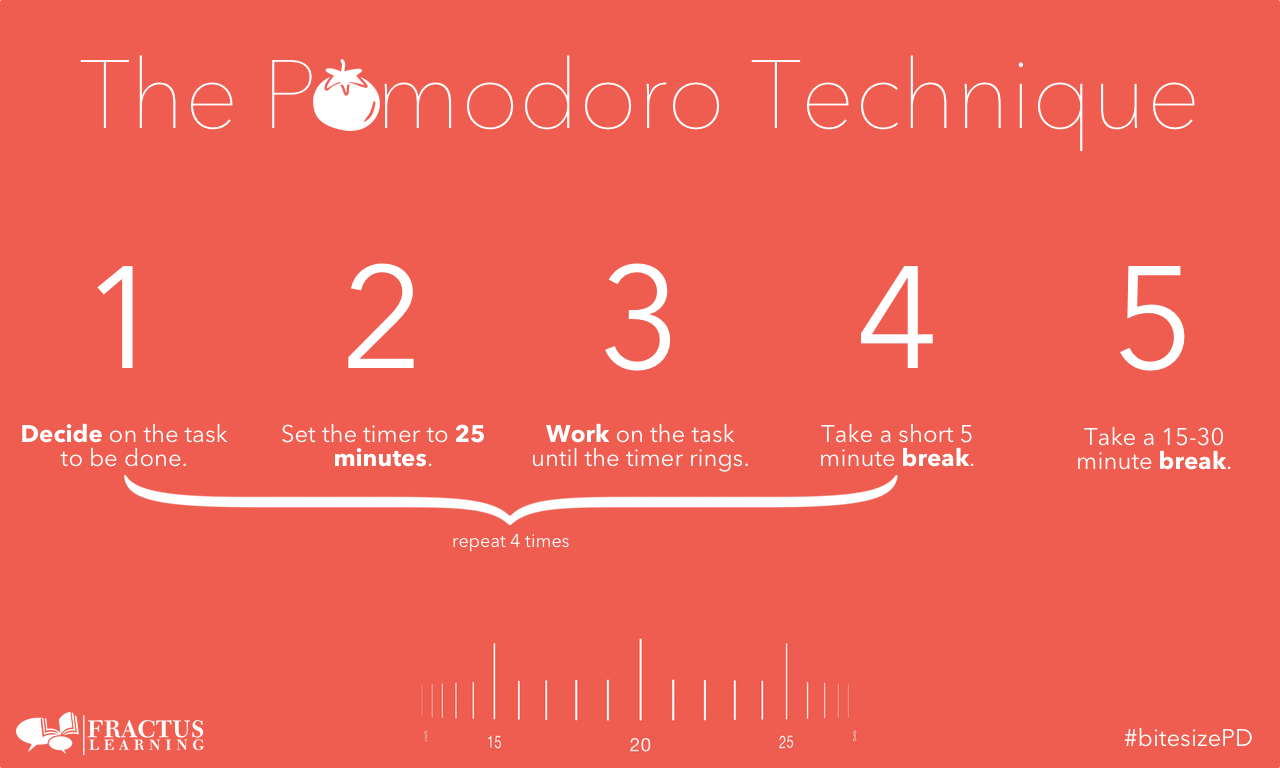 The Pomodoro Technique
1
2
3
4
5
Decide on the task
to be done.
Set the timer to 25
minutes.
Work on the task
until the timer rings.
Take a short 5
minute break.
Take a 15-30
minute break.
repeat 4 times
15
20
25
FRACTUS
LEARNING
#bitesizePD